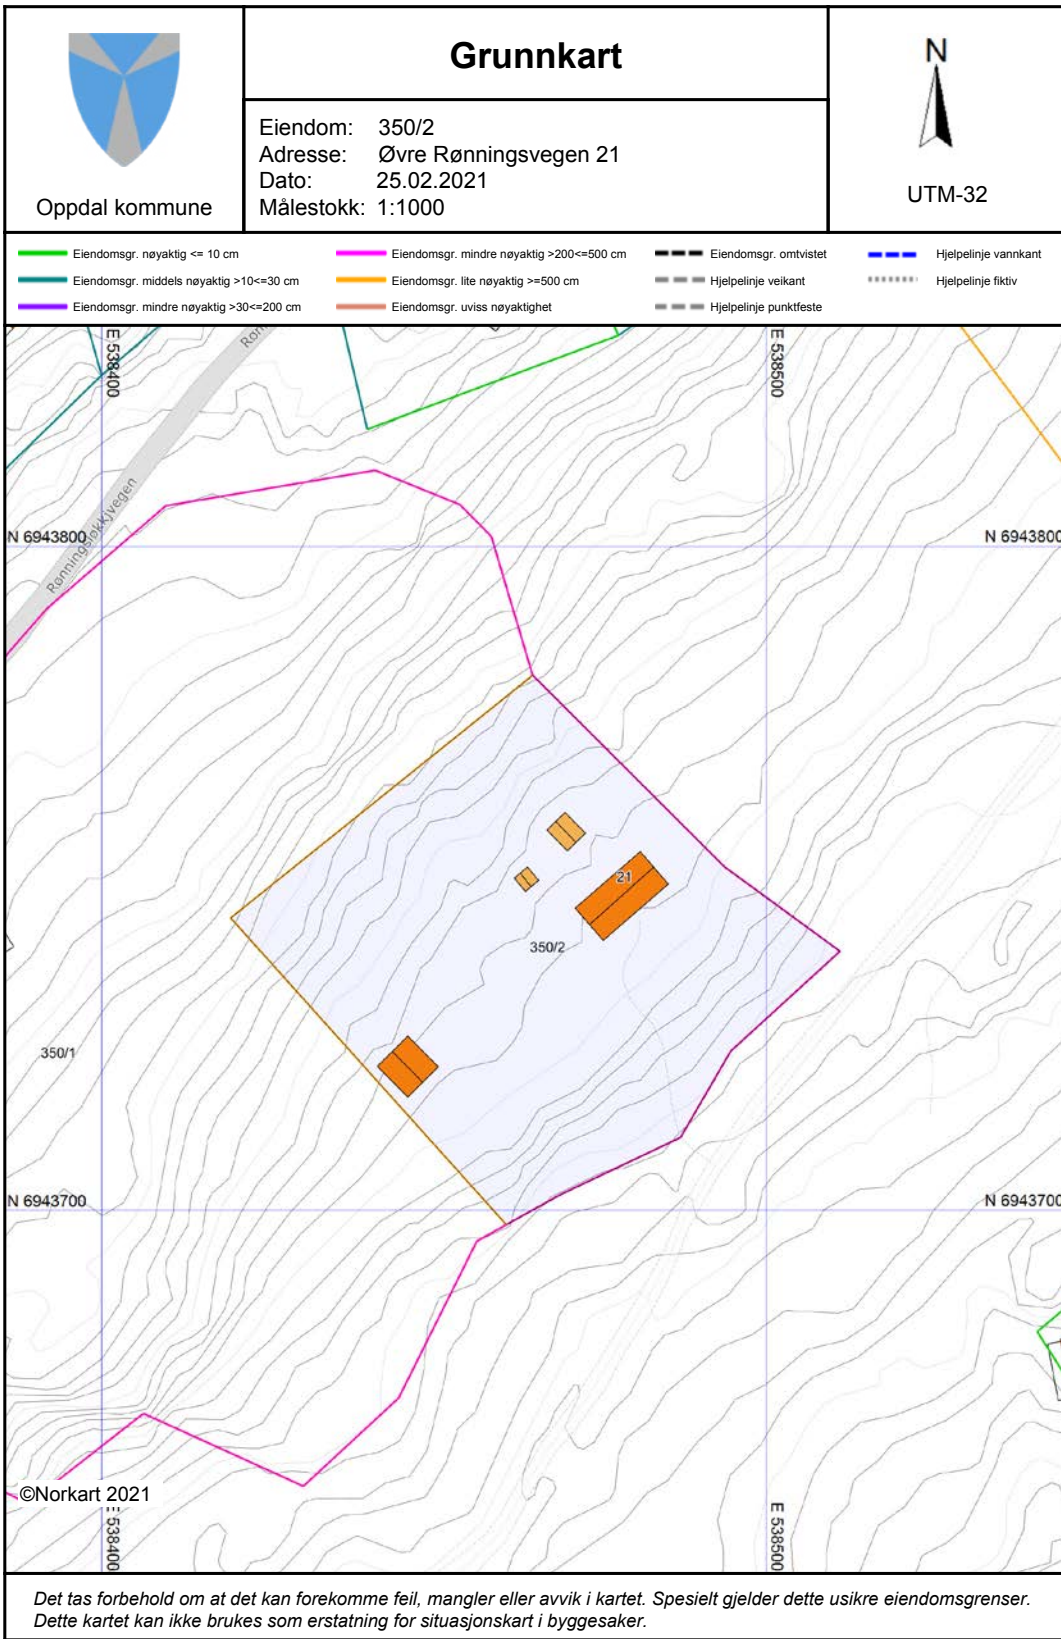 Grunnkart
N
Eiendom: 350/2
Adresse: Øvre Rønningsvegen 21
Dato: 25.02.2021
Målestokk: 1:1000
Oppdal kommune
UTM-32
Eiendomsgr. nøyaktig <= 10 cm
Eiendomsgr. middels nøyaktig >10<=30 cm
Eiendomsgr. mindre nøyaktig >30<=200 cm
Eiendomsgr. mindre nøyaktig >200<=500 cm
Eiendomsgr. lite nøyaktig >=500 cm
Eiendomsgr. uviss nøyaktighet
Eiendomsgr. omtvistet
Hjelpelinje veikant
Hjelpelinje punktfeste
Hjelpelinje vannkant
Hjelpelinje fiktiv
E 538400
E 538500
Rønningsløkkjvegen
N 6943800
N 6943800
21
350/2
350/1
N 6943700
N 6943700
©Norkart 2021
E 538400
E 538500
Det tas forbehold om at det kan forekomme feil, mangler eller avvik i kartet. Spesielt gjelder dette usikre eiendomsgrenser.
Dette kartet kan ikke brukes som erstatning for situasjonskart i byggesaker.